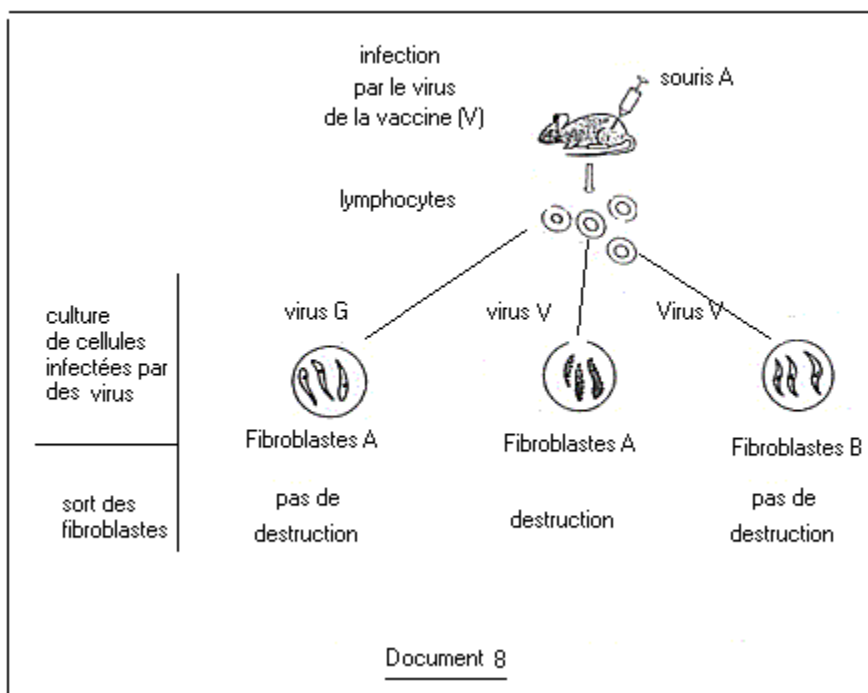 infection
par le virus
de la vaccine (V)
souris A
lymphocytes
culture
de cellules
infectées par
des virus
virus G
virus V
Virus V
Fibroblastes A
Fibroblastes A
Fibroblastes B
sort des
fibroblastes
pas de
destruction
destruction
pas de
destruction
Document 8